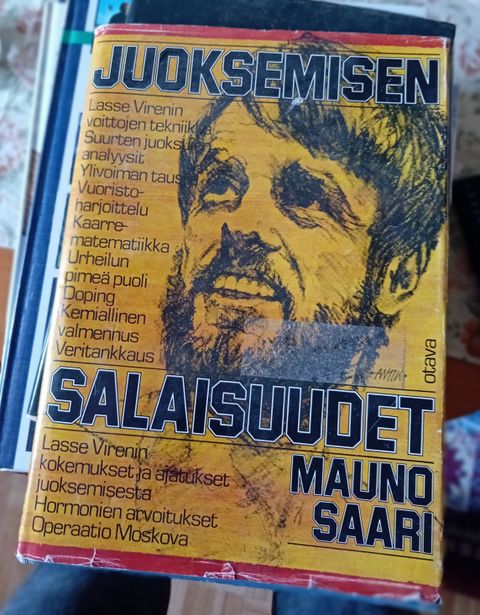 JUOKSEMISEN
Lasse Virenin
voittojen tekniikka
Suurten juoksujen
analyysit
Ylivoiman
Vuoristo-
harjoittelu
Kaarre-
matematiikka
Urheilun
pimeä puoli
Doping
Kemiallinen
valmennus
Veritankkaus
otava
SALAISUUDET
Lasse Virenin
kokemukset ja ajatukset
juoksemisesta
Hormonien arvoitukset
Operaatio Moskova
MAUNO
SAARI